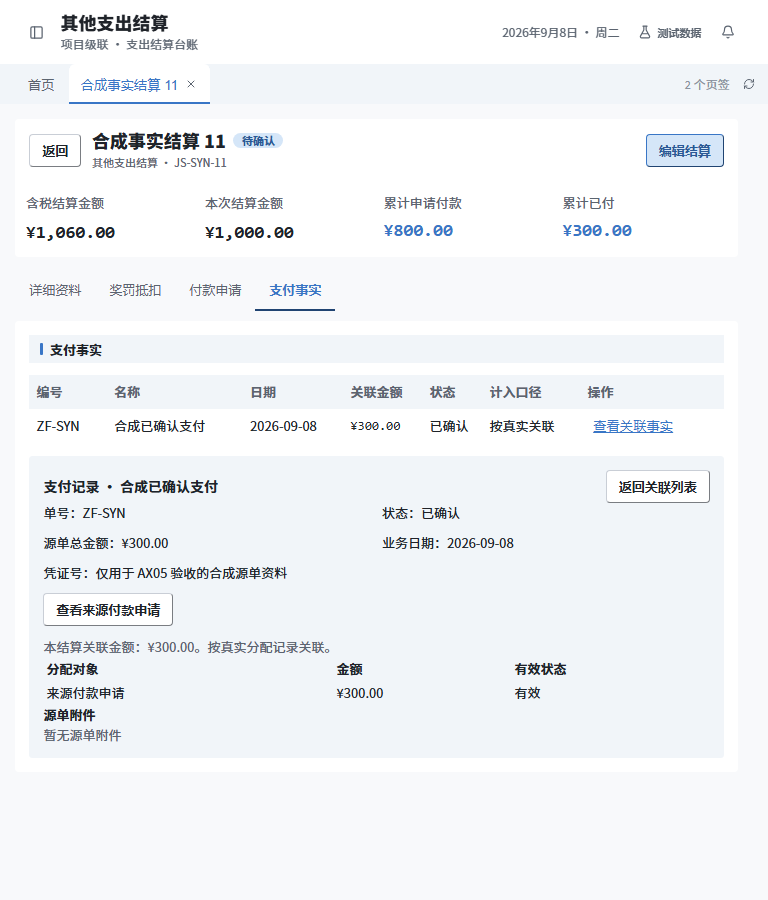 其他支出结算
项目级联 • 支出结算台账
2026年9月8日 • 周二
测试数据
首页
合成事实结算 11 ×
2 个页签
返回
合成事实结算 11
待确认
其他支出结算 • JS-SYN-11
编辑结算
含税结算金额 本次结算金额 累计申请付款 累计已付
¥1,060.00 ¥1,000.00 ¥800.00 ¥300.00
详细资料 奖罚抵扣 付款申请 支付事实
支付事实
编号 名称 日期 关联金额 状态 计入口径 操作
ZF-SYN 合成已确认支付 2026-09-08 ¥300.00 已确认 按真实关联 查看关联事实
支付记录 • 合成已确认支付
返回关联列表
单号：ZF-SYN 状态：已确认
源单总金额：¥300.00 业务日期：2026-09-08
凭证号：仅用于 AX05 验收的合成源单资料
查看来源付款申请
本结算关联金额：¥300.00。按真实分配记录关联。
分配对象 金额 有效状态
来源付款申请 ¥300.00 有效
源单附件
暂无源单附件